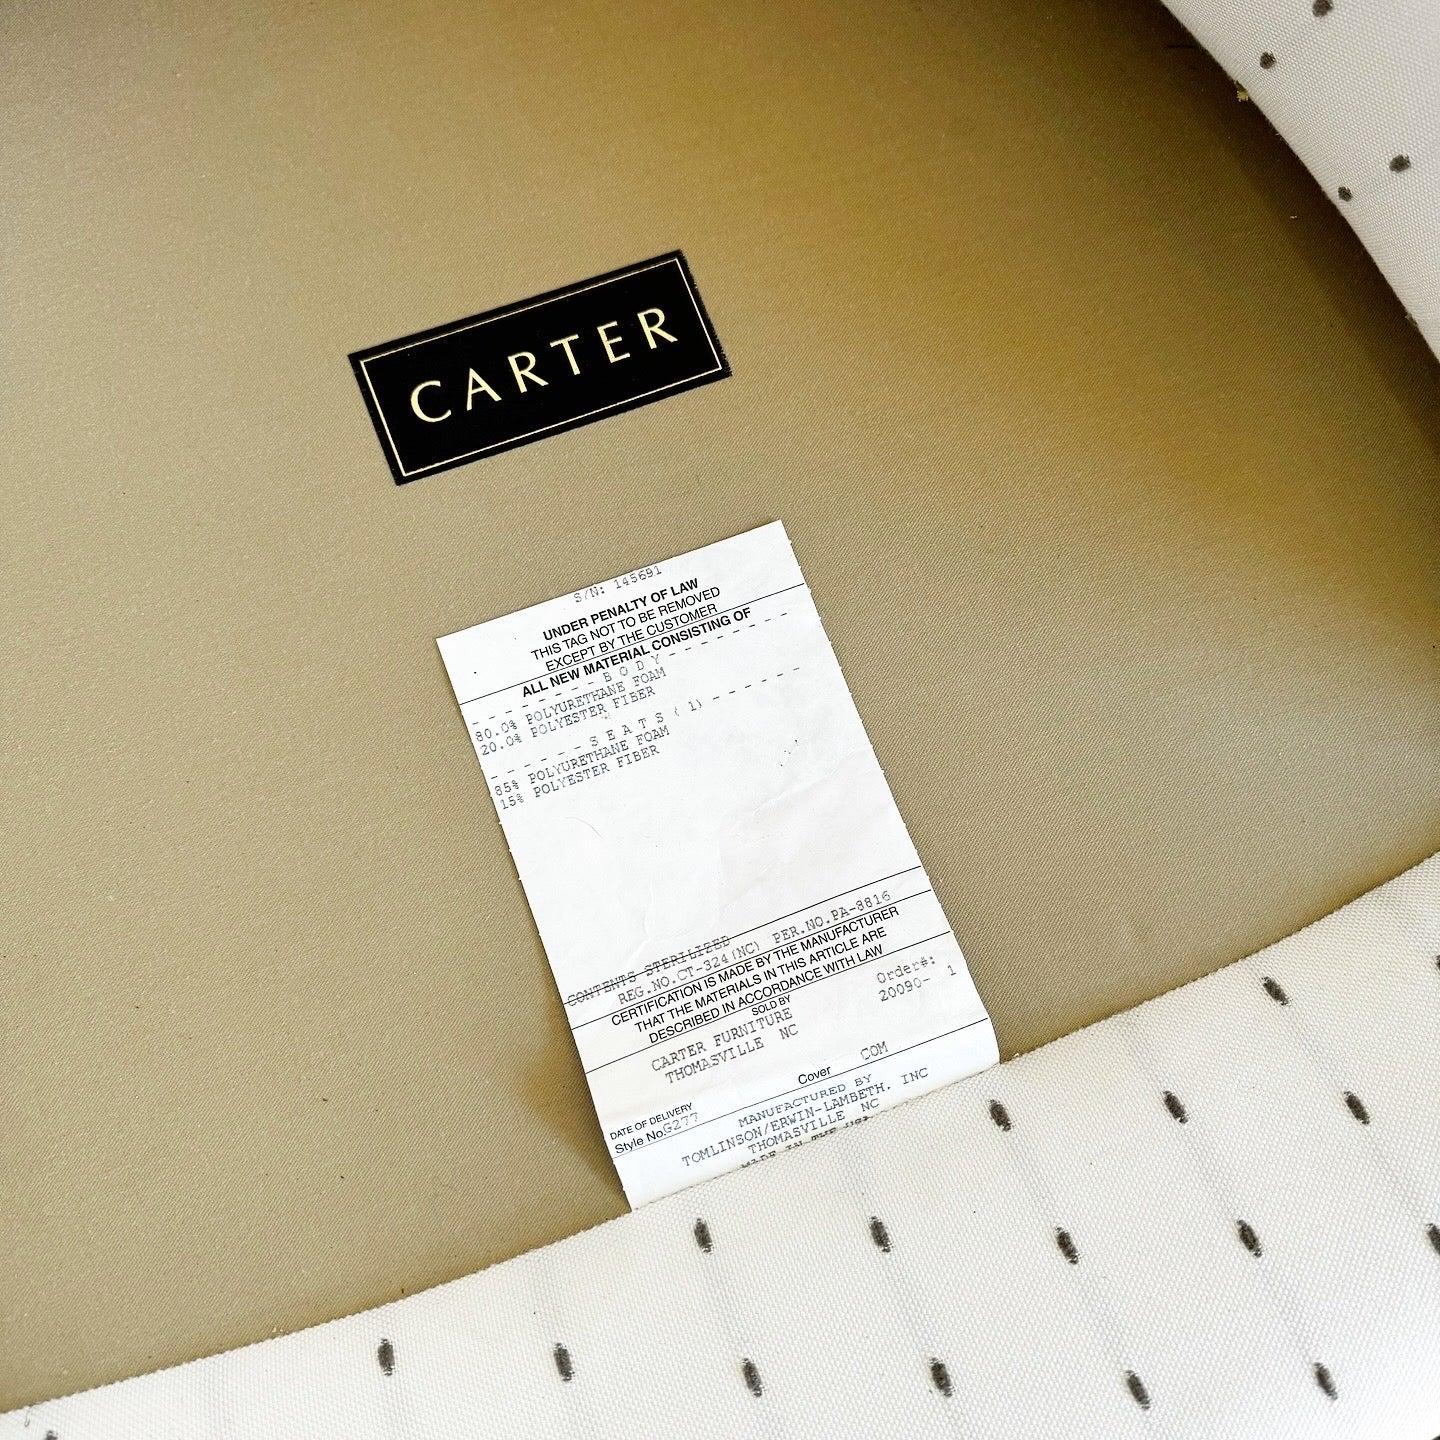 CARTER
S/N: 145691
UNDER PENALTY OF LAW
THIS TAG NOT TO BE REMOVED
EXCEPT BY THE CUSTOMER
ALL NEW MATERIAL CONSISTING OF
- - - - - - - B O D Y - - - - - - -
80.0% POLYURETHANE FOAM
20.0% POLYESTER FIBER
- - - - - - S E A T S ( 1) - - - - - -
85% POLYURETHANE FOAM
15% POLYESTER FIBER
CONTENTS STERILIZED
REG.NO.CT-324(NC) PER.NO.PA-8816
CERTIFICATION IS MADE BY THE MANUFACTURER
THAT THE MATERIALS IN THIS ARTICLE ARE
DESCRIBED IN ACCORDANCE WITH LAW
SOLD BY
Order#:
CARTER FURNITURE
20090- 1
THOMASVILLE NC
DATE OF DELIVERY
Style No.G277 Cover COM
MANUFACTURED BY
TOMLINSON/ERWIN-LAMBETH, INC
THOMASVILLE NC
MADE IN THE USA